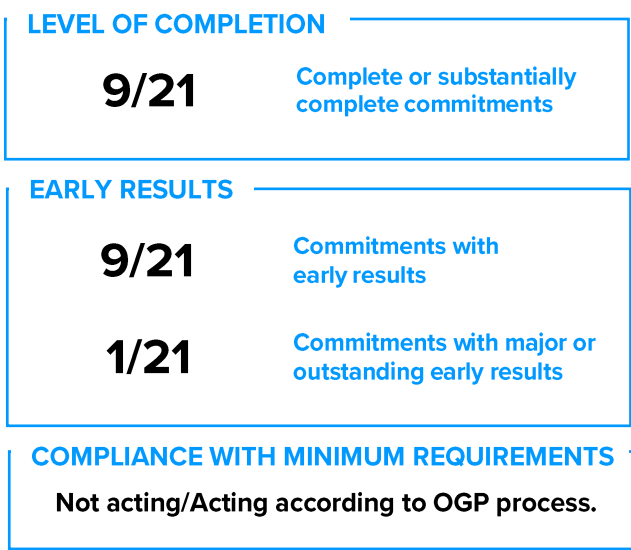 LEVEL OF COMPLETION
9/21
Complete or substantially
complete commitments
EARLY RESULTS
9/21
Commitments with
early results
1/21
Commitments with major or
outstanding early results
COMPLIANCE WITH MINIMUM REQUIREMENTS
Not acting/Acting according to OGP process.